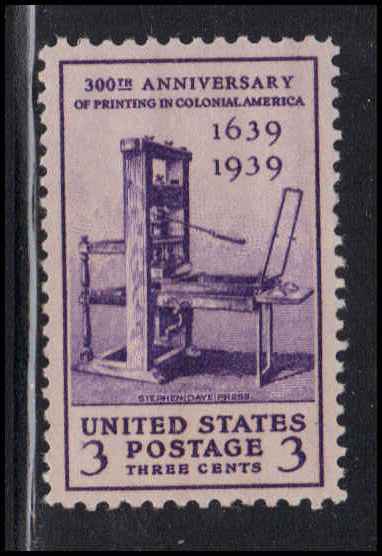 300TH ANNIVERSARY
OF PRINTING IN COLONIAL AMERICA
1639
1939
STEPHEN DAYE PRESS
UNITED STATES
3 POSTAGE 3
THREE CENTS